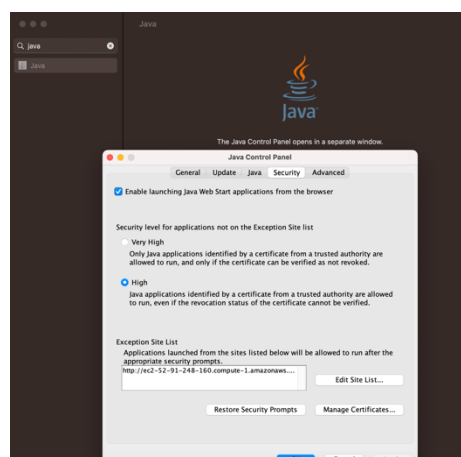 Java
java
Java
Java
The Java Control Panel opens in a separate window.
Java Control Panel
General Update Java Security Advanced
Enable launching Java Web Start applications from the browser
Security level for applications not on the Exception Site list
Very High
Only Java applications identified by a certificate from a trusted authority are
allowed to run, and only if the certificate can be verified as not revoked.
High
Java applications identified by a certificate from a trusted authority are allowed
to run, even if the revocation status of the certificate cannot be verified.
Exception Site List
Applications launched from the sites listed below will be allowed to run after the
appropriate security prompts.
http://ec2-52-91-248-160.compute-1.amazonaws....
Edit Site List...
Restore Security Prompts Manage Certificates...